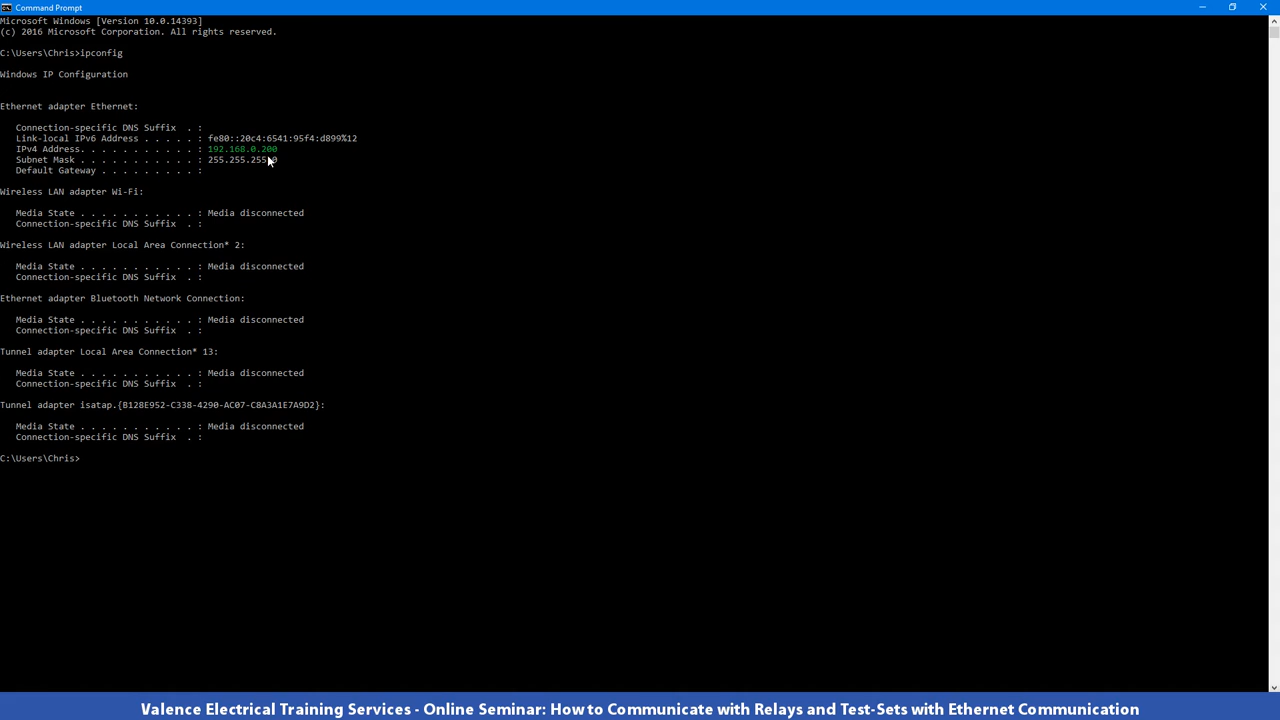 Command Prompt
Microsoft Windows [Version 10.0.14393]
(c) 2016 Microsoft Corporation. All rights reserved.
C:\Users\Chris>ipconfig
Windows IP Configuration
Ethernet adapter Ethernet:
Connection-specific DNS Suffix  . :
Link-local IPv6 Address . . . . . : fe80::20c4:6541:95f4:d899%12
IPv4 Address. . . . . . . . . . . : 192.168.0.200
Subnet Mask . . . . . . . . . . . : 255.255.255.0
Default Gateway . . . . . . . . . :
Wireless LAN adapter Wi-Fi:
Media State . . . . . . . . . . . : Media disconnected
Connection-specific DNS Suffix  . :
Wireless LAN adapter Local Area Connection* 2:
Media State . . . . . . . . . . . : Media disconnected
Connection-specific DNS Suffix  . :
Ethernet adapter Bluetooth Network Connection:
Media State . . . . . . . . . . . : Media disconnected
Connection-specific DNS Suffix  . :
Tunnel adapter Local Area Connection* 13:
Media State . . . . . . . . . . . : Media disconnected
Connection-specific DNS Suffix  . :
Tunnel adapter isatap.{B128E952-C338-4290-AC07-C8A3A1E7A9D2}:
Media State . . . . . . . . . . . : Media disconnected
Connection-specific DNS Suffix  . :
C:\Users\Chris>
Valence Electrical Training Services - Online Seminar: How to Communicate with Relays and Test-Sets with Ethernet Communication